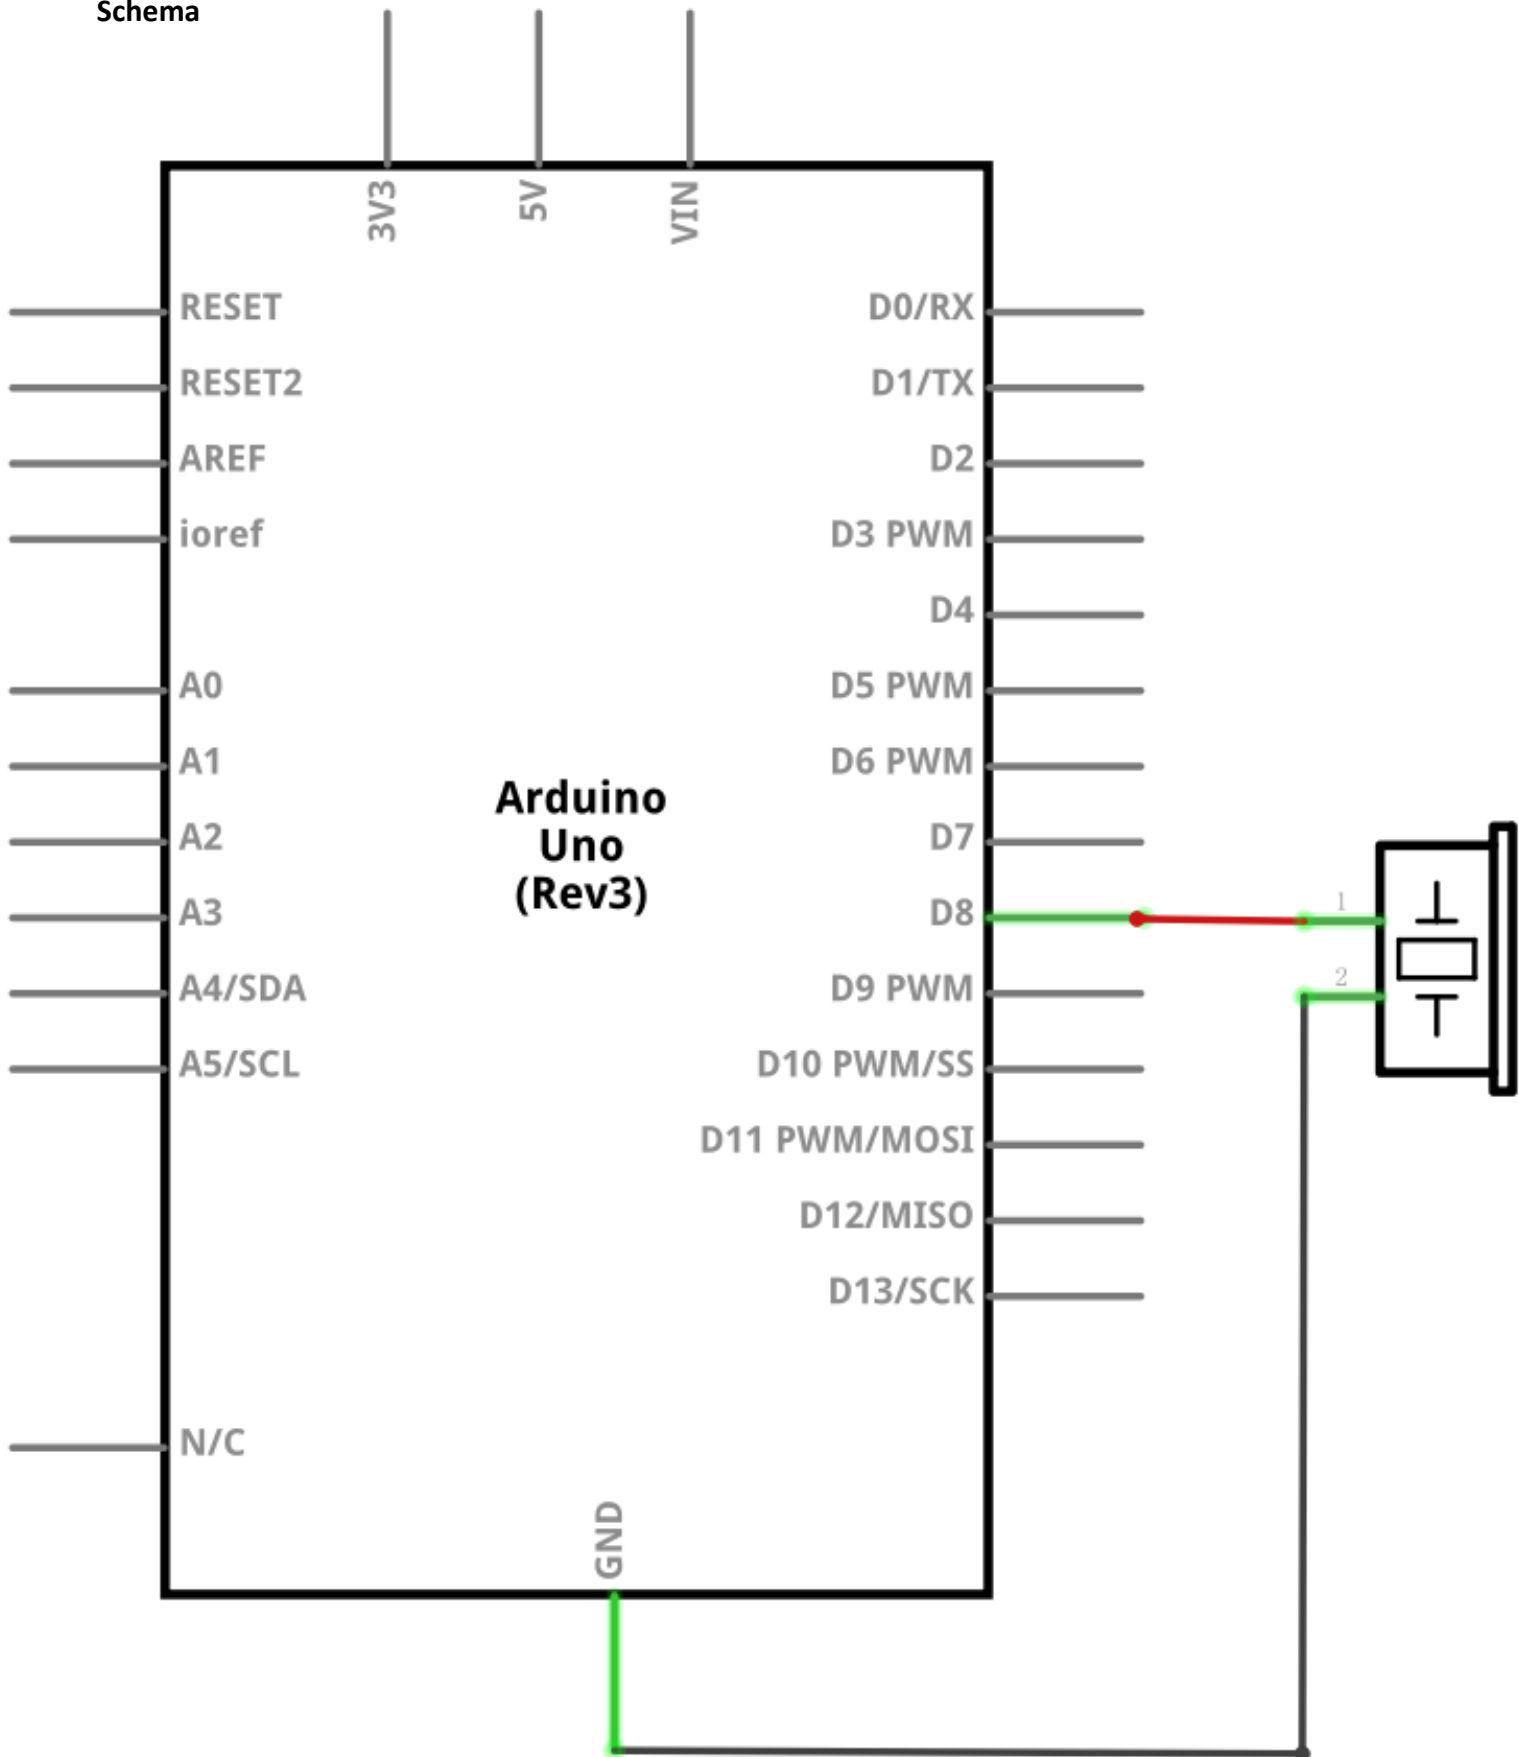 Schema
3V3
5V
VIN
RESET
RESET2
AREF
ioref
A0
A1
A2
A3
A4/SDA
A5/SCL
N/C
Arduino
Uno
(Rev3)
D0/RX
D1/TX
D2
D3 PWM
D4
D5 PWM
D6 PWM
D7
D8
D9 PWM
D10 PWM/SS
D11 PWM/MOSI
D12/MISO
D13/SCK
GND
1
2